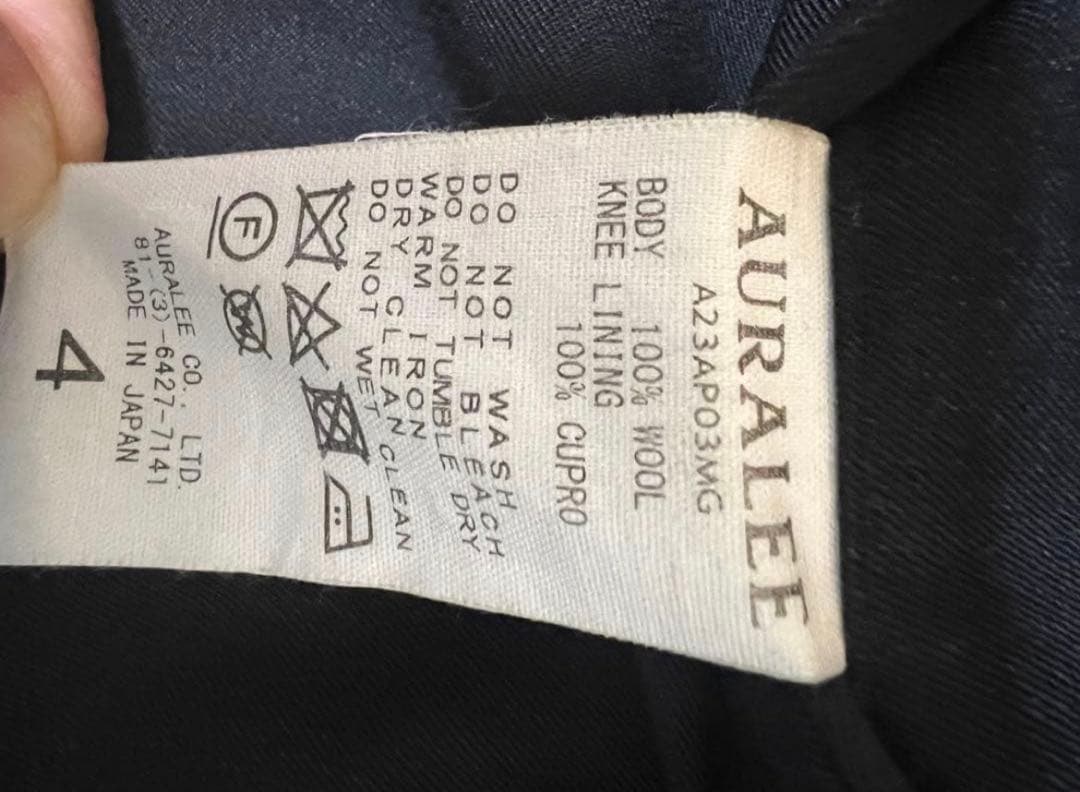 AURALEE
A23AP03MG
BODY 100% WOOL
KNEE LINING
100% CUPRO
DO NOT WASH
DO NOT BLEACH
DO NOT TUMBLE DRY
WARM IRON
DRY CLEAN
DO NOT WET CLEAN
F
AURALEE CO., LTD.
81-(3)-6427-7141
MADE IN JAPAN
4